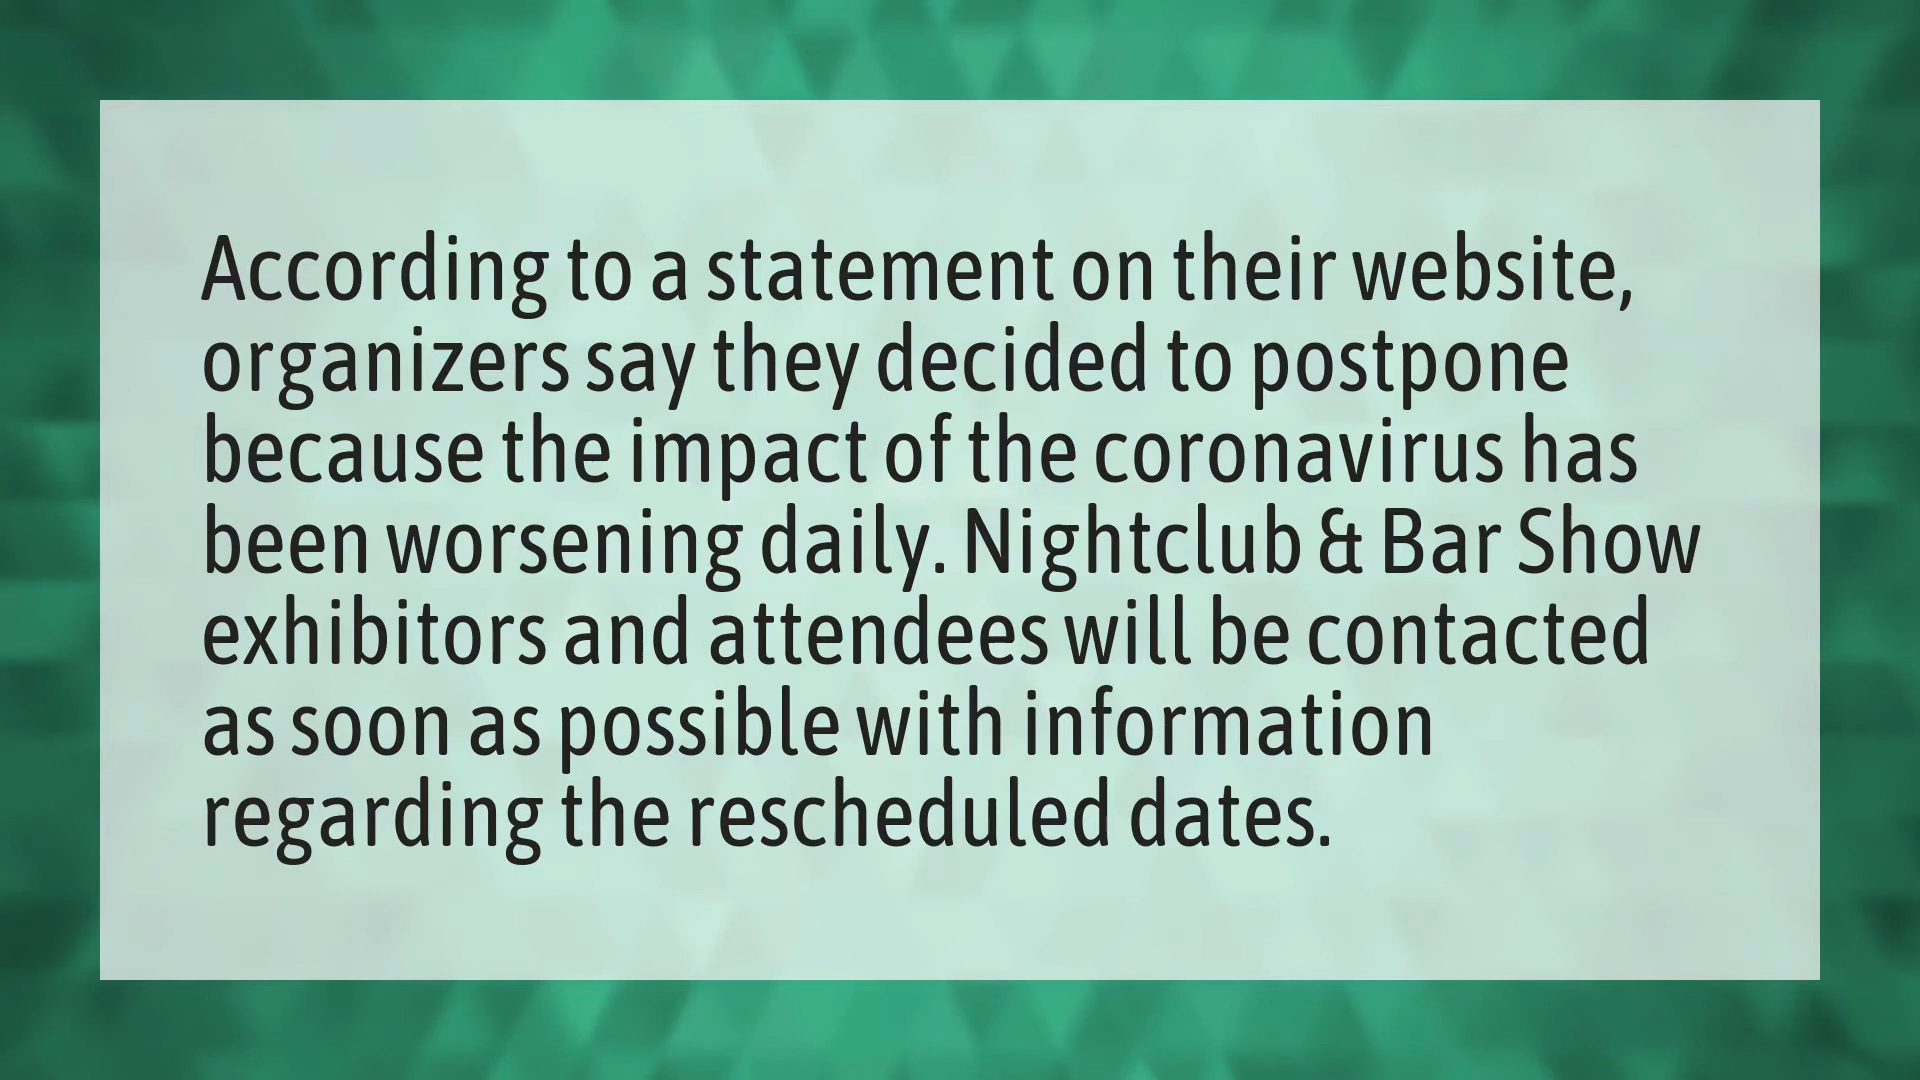 According to a statement on their website,
organizers say they decided to postpone
because the impact of the coronavirus has
been worsening daily. Nightclub & Bar Show
exhibitors and attendees will be contacted
as soon as possible with information
regarding the rescheduled dates.